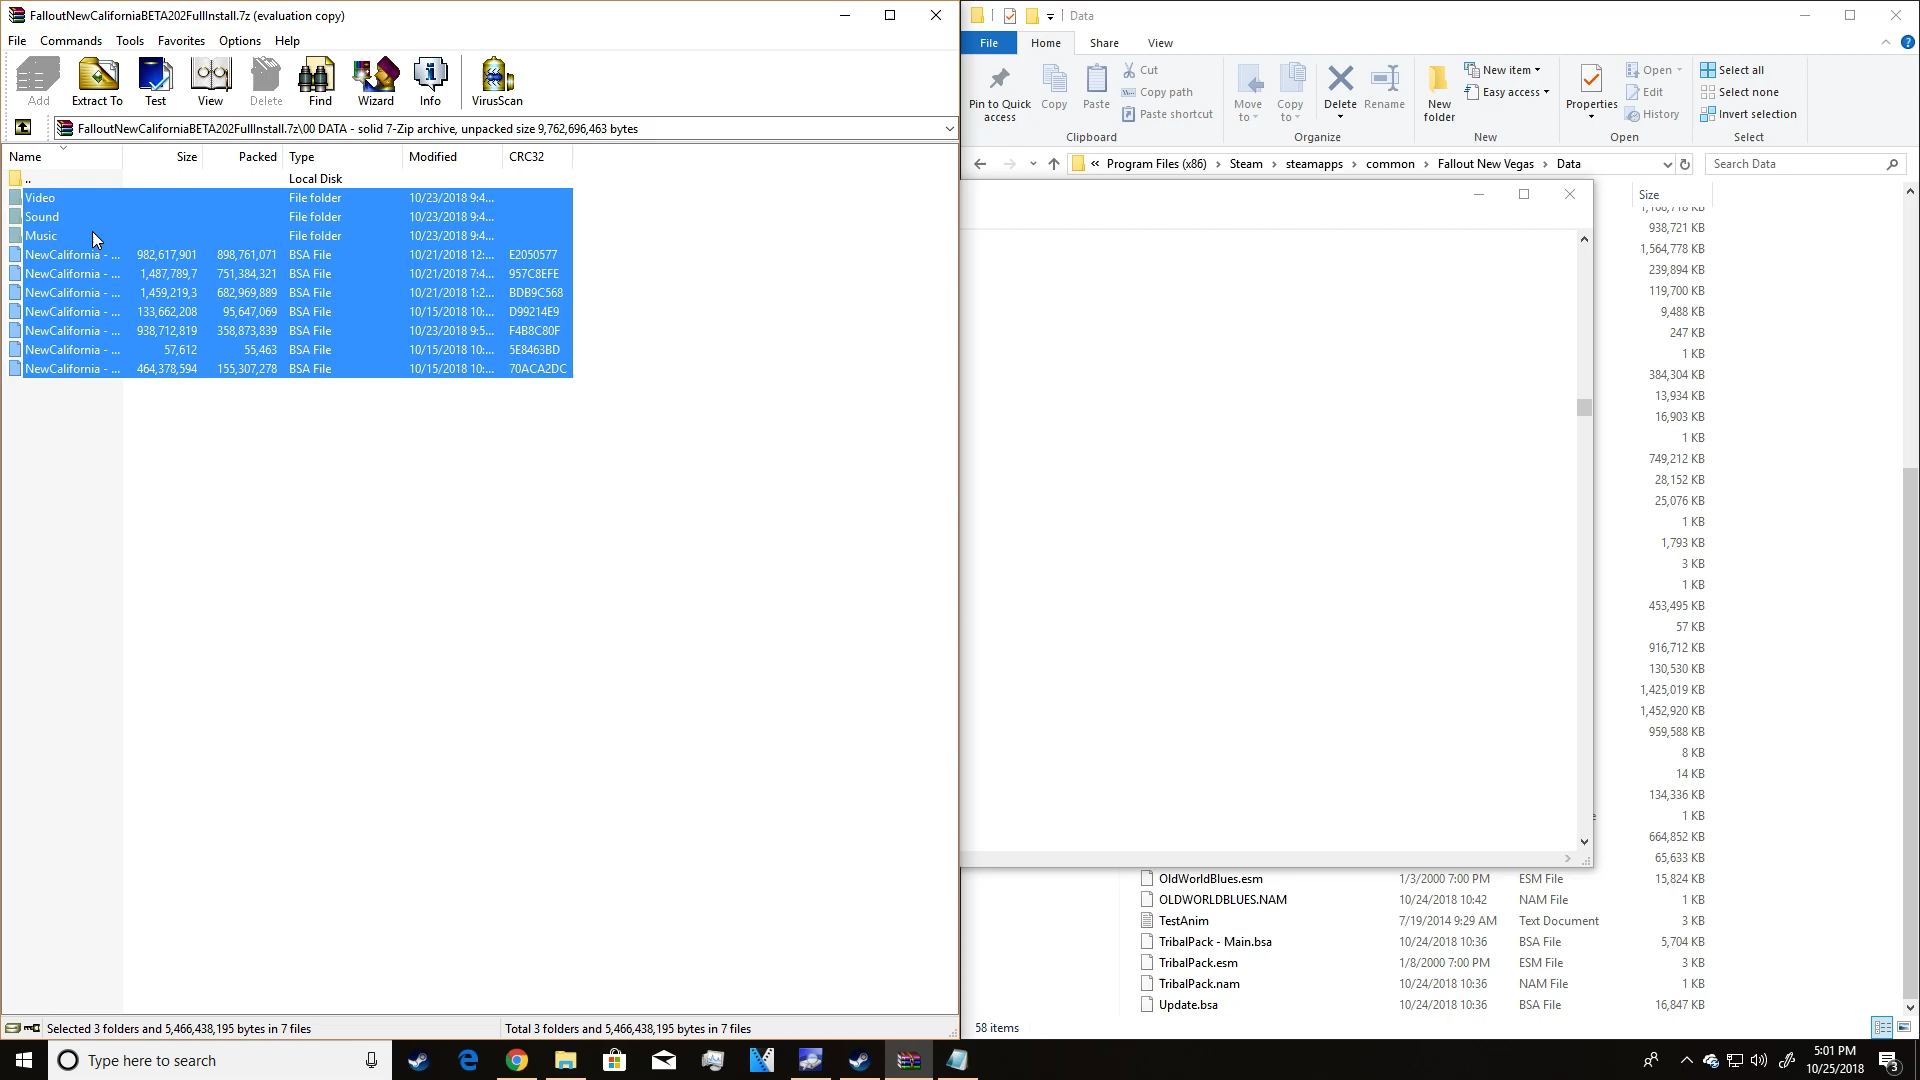 FalloutNewCaliforniaBETA202FullInstall.7z (evaluation copy)
File Commands Tools Favorites Options Help
Add Extract To Test View Delete Find Wizard Info VirusScan
FalloutNewCaliforniaBETA202FullInstall.7z\00 DATA - solid 7-Zip archive, unpacked size 9,762,696,463 bytes
Name Size Packed Type Modified CRC32
.. Local Disk
Video File folder 10/23/2018 9:4...
Sound File folder 10/23/2018 9:4...
Music File folder 10/23/2018 9:4...
NewCalifornia - ... 982,617,901 898,761,071 BSA File 10/21/2018 12:... E2050577
NewCalifornia - ... 1,487,789,7 751,384,321 BSA File 10/21/2018 7:4... 957C8EFE
NewCalifornia - ... 1,459,219,3 682,969,889 BSA File 10/21/2018 1:2... BDB9C568
NewCalifornia - ... 133,662,208 95,647,069 BSA File 10/15/2018 10:... D99214E9
NewCalifornia - ... 938,712,819 358,873,839 BSA File 10/23/2018 9:5... F4B8C80F
NewCalifornia - ... 57,612 55,463 BSA File 10/15/2018 10:... 5E8463BD
NewCalifornia - ... 464,378,594 155,307,278 BSA File 10/15/2018 10:... 70ACA2DC
Selected 3 folders and 5,466,438,195 bytes in 7 files
Total 3 folders and 5,466,438,195 bytes in 7 files
Data
File Home Share View
Pin to Quick access
Copy
Paste
Cut
Copy path
Paste shortcut
Clipboard
Move to
Copy to
Delete
Rename
Organize
New folder
New item
Easy access
New
Properties
Open
Edit
History
Open
Select all
Select none
Invert selection
Select
« Program Files (x86) > Steam > steamapps > common > Fallout New Vegas > Data
Search Data
Size
938,721 KB
1,564,778 KB
239,894 KB
119,700 KB
9,488 KB
247 KB
1 KB
384,304 KB
13,934 KB
16,903 KB
1 KB
749,212 KB
28,152 KB
25,076 KB
1 KB
1,793 KB
3 KB
1 KB
453,495 KB
57 KB
916,712 KB
130,530 KB
1,425,019 KB
1,452,920 KB
959,588 KB
8 KB
14 KB
134,336 KB
1 KB
664,852 KB
65,633 KB
OldWorldBlues.esm 1/3/2000 7:00 PM ESM File 15,824 KB
OLDWORLDBLUES.NAM 10/24/2018 10:42 NAM File 1 KB
TestAnim 7/19/2014 9:29 AM Text Document 3 KB
TribalPack - Main.bsa 10/24/2018 10:36 BSA File 5,704 KB
TribalPack.esm 1/8/2000 7:00 PM ESM File 3 KB
TribalPack.nam 10/24/2018 10:36 NAM File 1 KB
Update.bsa 10/24/2018 10:36 BSA File 16,847 KB
58 items
Type here to search
5:01 PM
10/25/2018
3